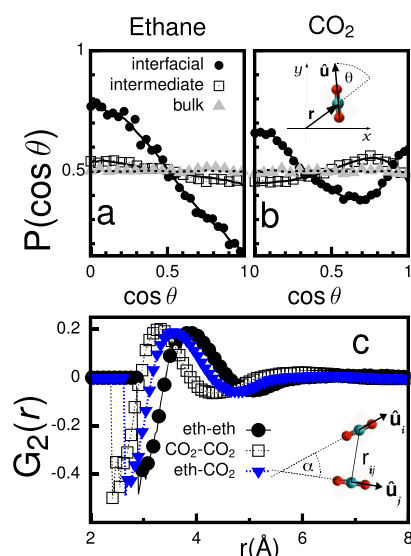 Ethane CO2
interfacial
intermediate
bulk
y
û
θ
r
x
P(cos θ)
0.5
a
b
0 0.5 1 0 0.5 1
cos θ cos θ
0.2
0
-0.2
-0.4
G2(r)
c
eth-eth
CO2-CO2
eth-CO2
û i
α
r ij
û j
2 4 6 8
r(Å)